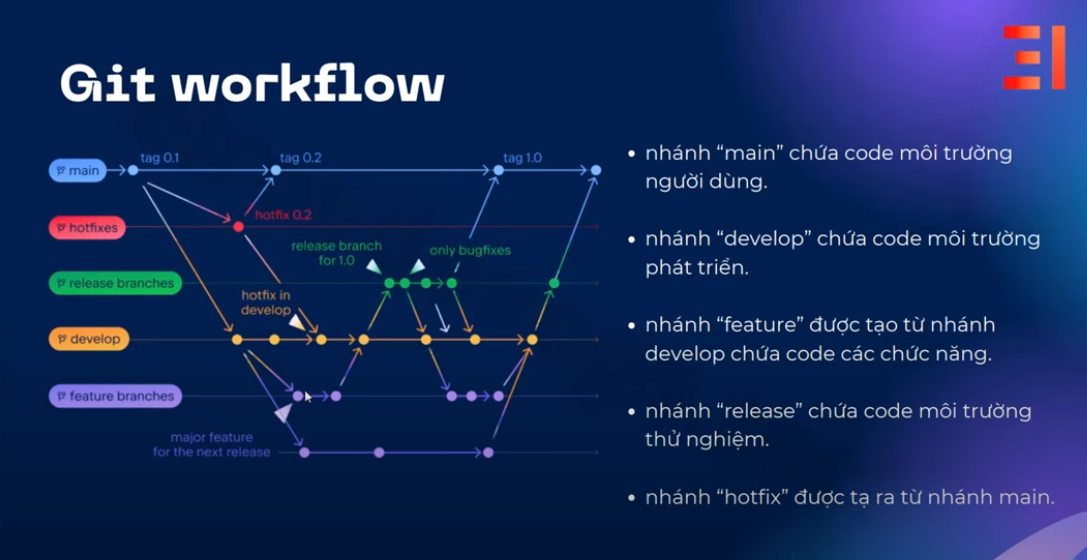 Git workflow
main
tag 0.1
tag 0.2
tag 1.0
hotfixes
hotfix 0.2
release branch
for 1.0
only bugfixes
release branches
hotfix in
develop
develop
feature branches
major feature
for the next release
• nhánh “main” chứa code môi trường
người dùng.
• nhánh “develop” chứa code môi trường
phát triển.
• nhánh “feature” được tạo từ nhánh
develop chứa code các chức năng.
• nhánh “release” chứa code môi trường
thử nghiệm.
• nhánh “hotfix” được tạ ra từ nhánh main.